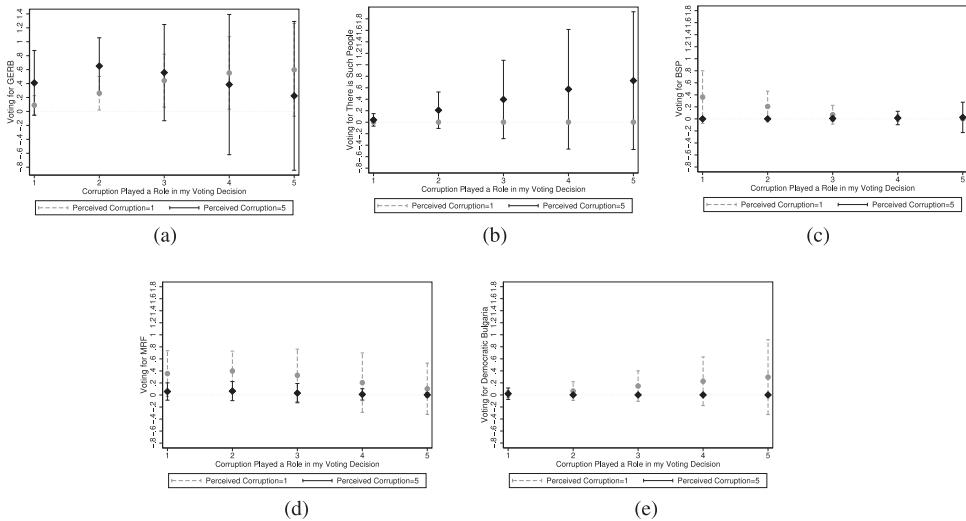 Voting for GERB
-.8 -.6 -.4 -.2 0 .2 .4 .6 .8 1 1.2 1.4
1 2 3 4 5
Corruption Played a Role in my Voting Decision
Perceived Corruption=1 Perceived Corruption=5
(a)
Voting for There is Such People
-.8 -.6 -.4 -.2 0 .2 .4 .6 .8 1 1.2 1.4 1.6 1.8
1 2 3 4 5
Corruption Played a Role in my Voting Decision
Perceived Corruption=1 Perceived Corruption=5
(b)
Voting for BSP
-.8 -.6 -.4 -.2 0 .2 .4 .6 .8 1 1.2 1.4 1.6 1.8
1 2 3 4 5
Corruption Played a Role in my Voting Decision
Perceived Corruption=1 Perceived Corruption=5
(c)
Voting for MRF
-.8 -.6 -.4 -.2 0 .2 .4 .6 .8 1 1.2 1.4 1.6 1.8
1 2 3 4 5
Corruption Played a Role in my Voting Decision
Perceived Corruption=1 Perceived Corruption=5
(d)
Voting for Democratic Bulgaria
-.8 -.6 -.4 -.2 0 .2 .4 .6 .8 1 1.2 1.4 1.6 1.8
1 2 3 4 5
Corruption Played a Role in my Voting Decision
Perceived Corruption=1 Perceived Corruption=5
(e)